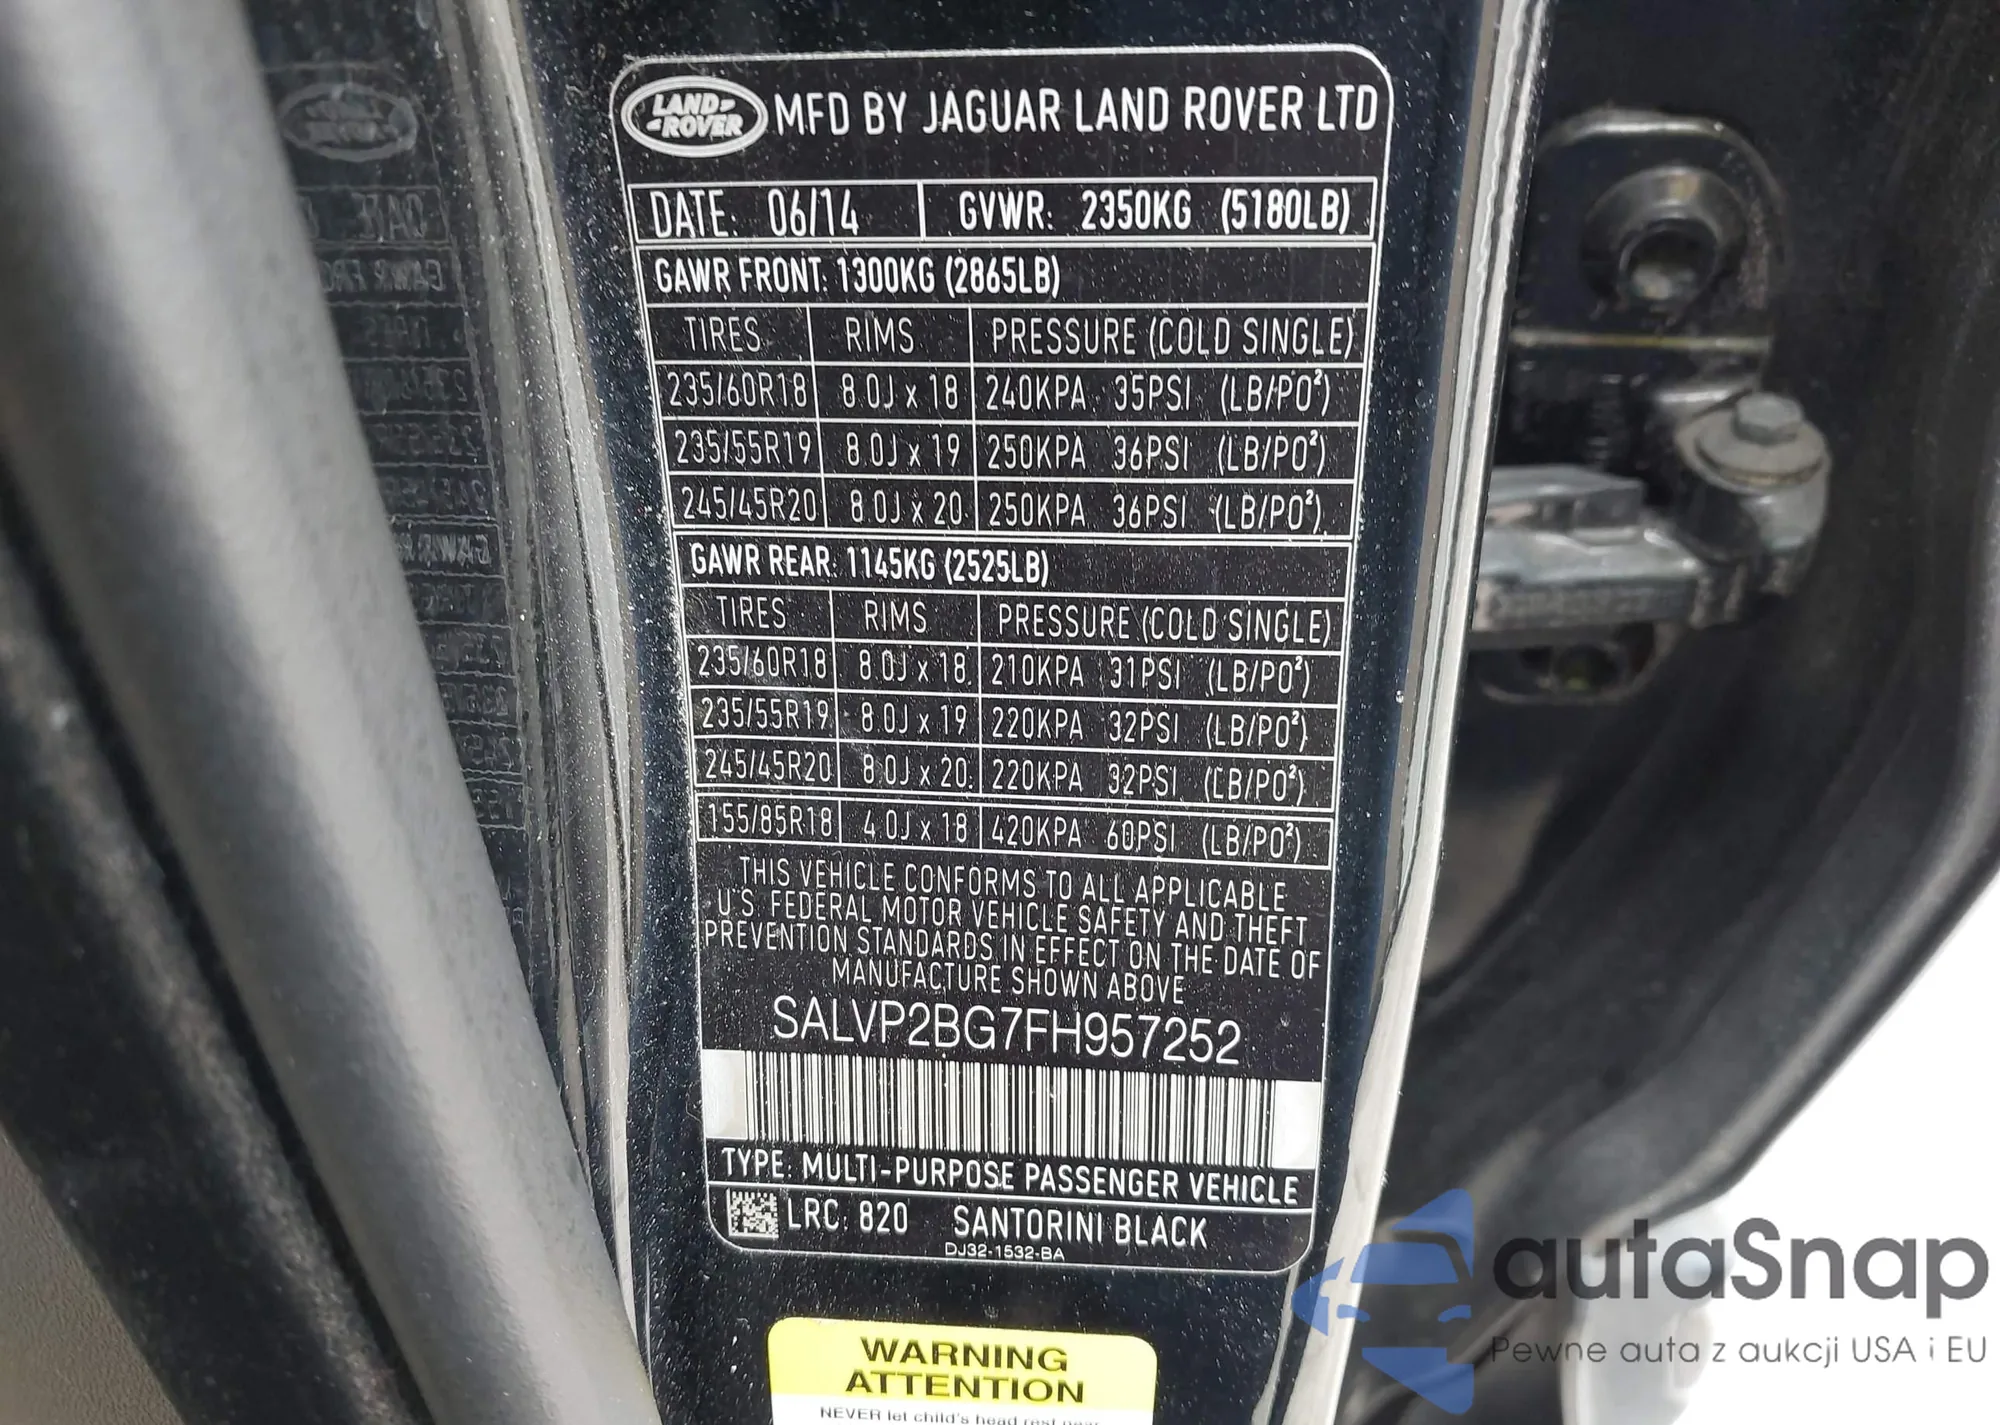 LAND ROVER MFD BY JAGUAR LAND ROVER LTD
DATE: 06/14 GVWR: 2350KG (5180LB)
GAWR FRONT: 1300KG (2865LB)
TIRES RIMS PRESSURE (COLD SINGLE)
235/60R18 8.0J x 18 240KPA 35PSI (LB/PO²)
235/55R19 8.0J x 19 250KPA 36PSI (LB/PO²)
245/45R20 8.0J x 20 250KPA 36PSI (LB/PO²)
GAWR REAR: 1145KG (2525LB)
TIRES RIMS PRESSURE (COLD SINGLE)
235/60R18 8.0J x 18 210KPA 31PSI (LB/PO²)
235/55R19 8.0J x 19 220KPA 32PSI (LB/PO²)
245/45R20 8.0J x 20 220KPA 32PSI (LB/PO²)
155/85R18 4.0J x 18 420KPA 60PSI (LB/PO²)
THIS VEHICLE CONFORMS TO ALL APPLICABLE
U.S. FEDERAL MOTOR VEHICLE SAFETY AND THEFT
PREVENTION STANDARDS IN EFFECT ON THE DATE OF
MANUFACTURE SHOWN ABOVE
SALVP2BG7FH957252
TYPE: MULTI-PURPOSE PASSENGER VEHICLE
LRC: 820 SANTORINI BLACK
DJ32-1532-BA
WARNING
ATTENTION
NEVER let child's head rest near
autaSnap
Pewne auta z aukcji USA i EU